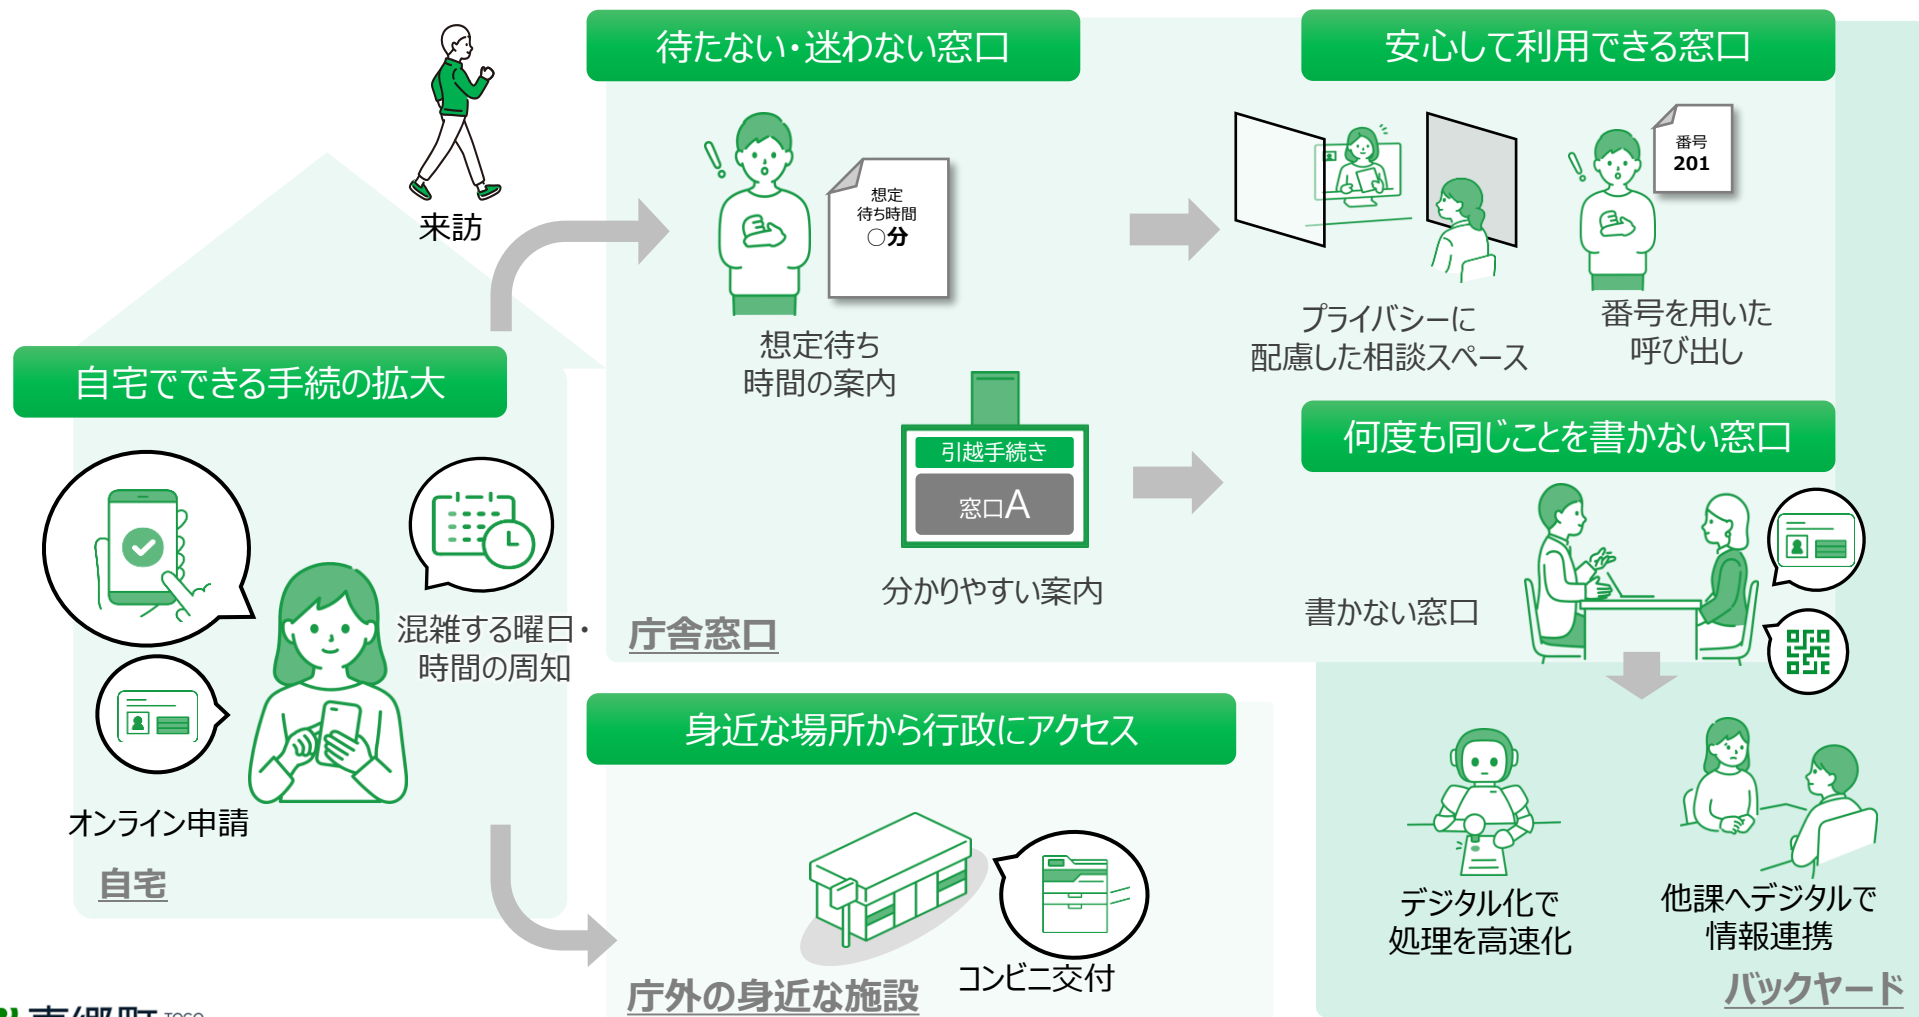 待たない・迷わない窓口
安心して利用できる窓口
来訪
想定
待ち時間
○分
番号
201
想定待ち
時間の案内
プライバシーに
配慮した相談スペース
番号を用いた
呼び出し
自宅でできる手続の拡大
引越手続き
窓口A
分かりやすい案内
何度も同じことを書かない窓口
書かない窓口
混雑する曜日・
時間の周知
庁舎窓口
オンライン申請
自宅
身近な場所から行政にアクセス
コンビニ交付
庁外の身近な施設
デジタル化で
処理を高速化
他課へデジタルで
情報連携
バックヤード
東郷町
TOGO